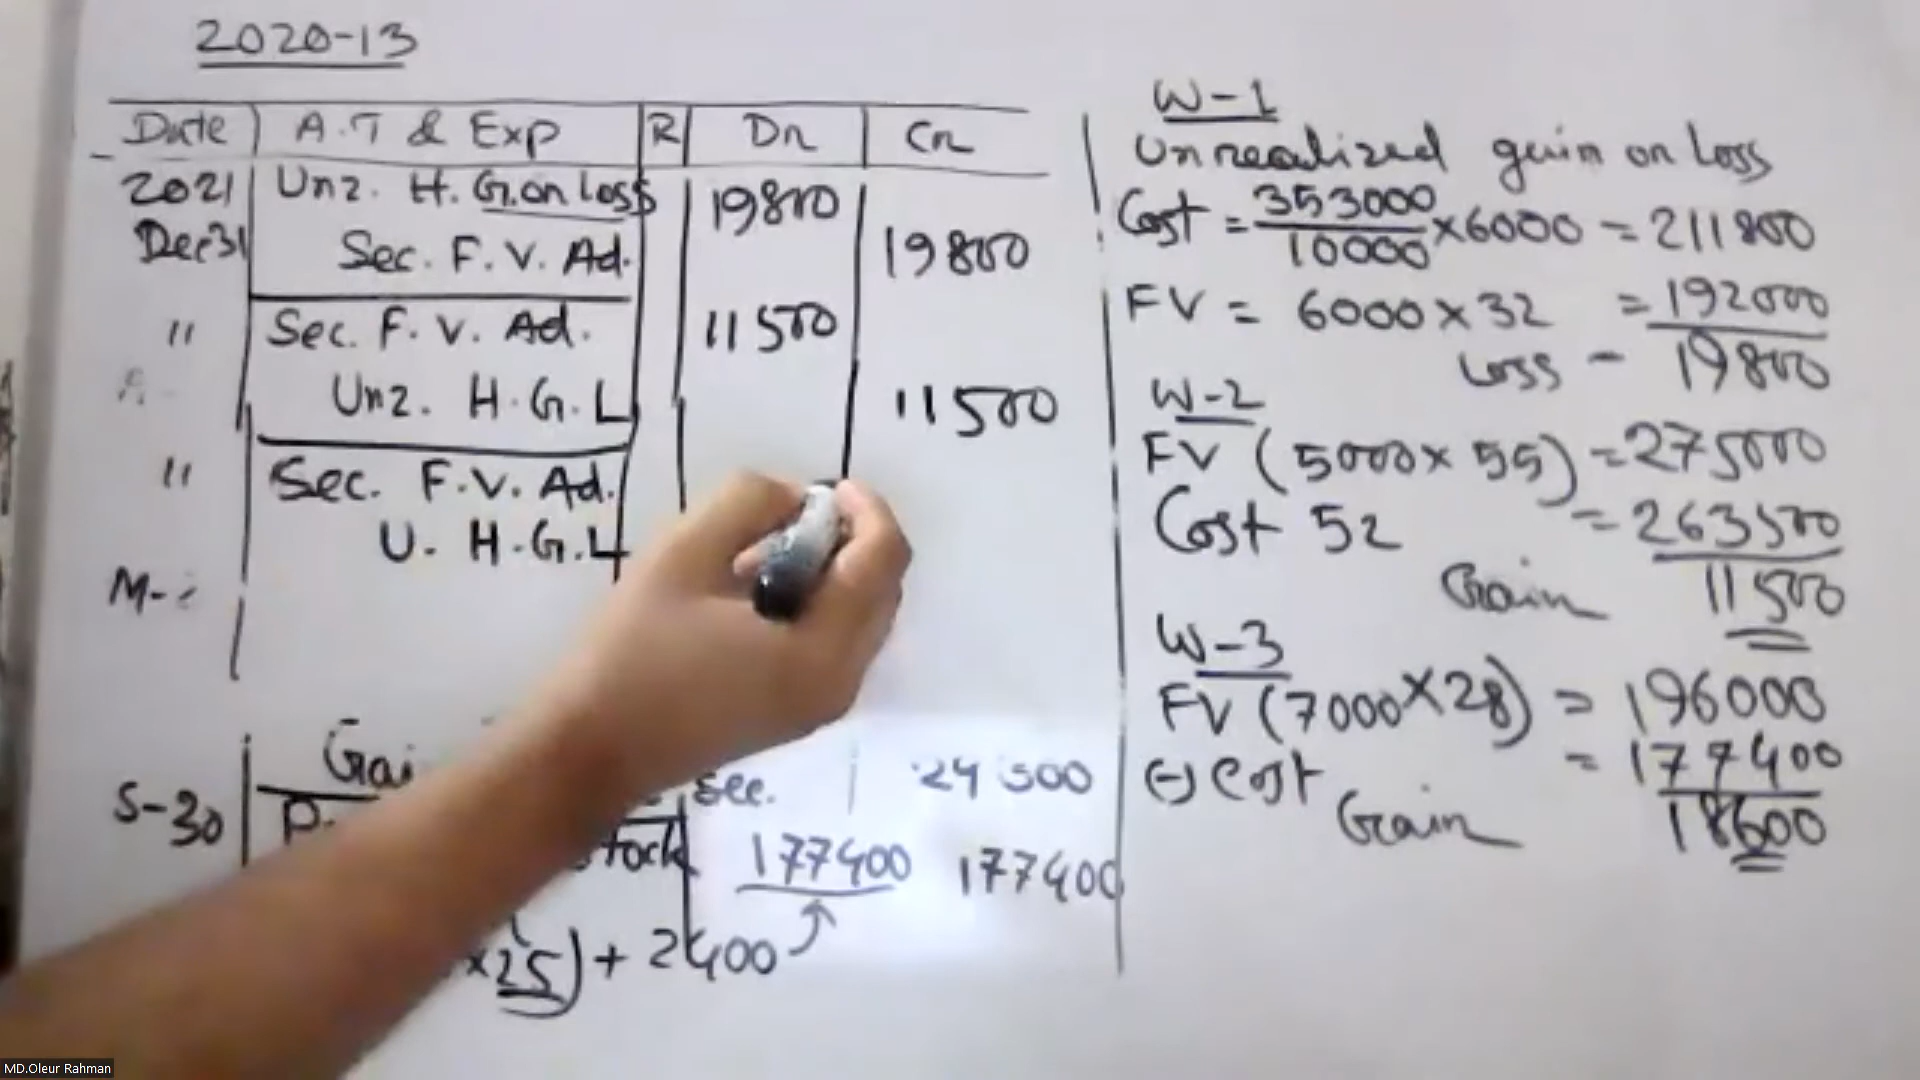 2020-13
Date A.T & Exp R Dr Cr
2021 Unz. H. G. on Loss 19800
Dec 31 Sec. F. V. Ad. 19800
" Sec. F. V. Ad. 11500
Unz. H. G. L 11500
" Sec. F.V. Ad.
U. H. G. L
M-
Gai sec. 24500
S-30 tock 177400 177400
×25) + 2400
W-1
Unrealized gain on Loss
Cost = 353000/10000 ×6000 = 211800
FV = 6000 × 32 = 192000
Loss - 19800
W-2
FV (5000× 55) = 275000
Cost 52 = 263500
Gain 11500
W-3
FV (7000×28) = 196000
(-) Cost = 177400
Gain 18600
MD.Oleur Rahman